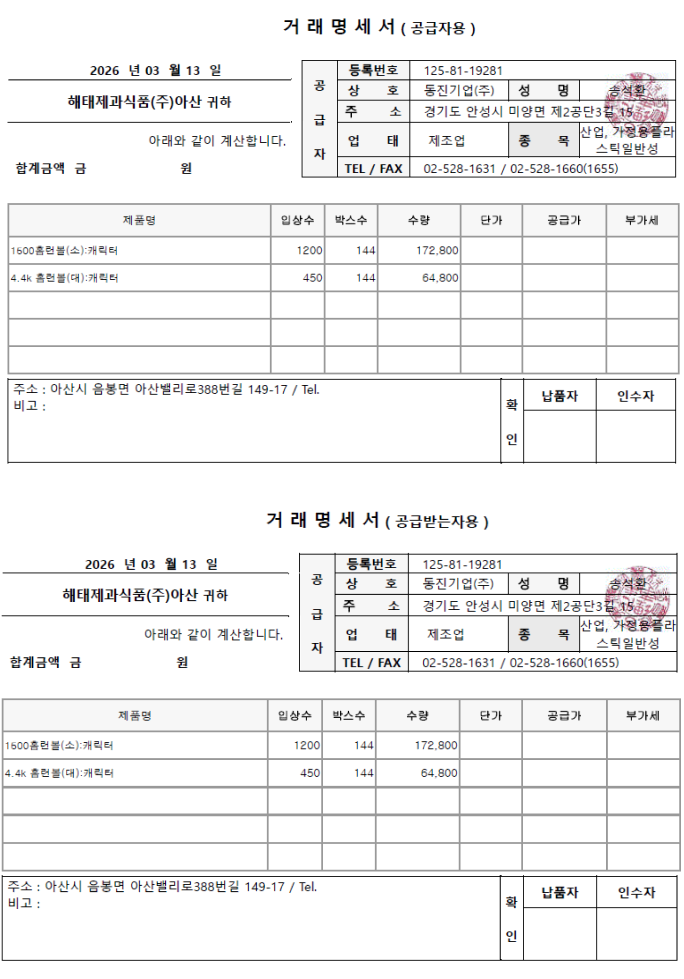 거 래 명 세 서 ( 공급자용 )
2026 년 03 월 13 일
해태제과식품(주)아산 귀하
아래와 같이 계산합니다.
합계금액 금 원
공 급 자
등록번호 125-81-19281
상 호 동진기업(주) 성 명 송석환
주 소 경기도 안성시 미양면 제2공단3길 15
업 태 제조업 종 목 산업, 가정용플라
스틱일반성
TEL / FAX 02-528-1631 / 02-528-1660(1655)
제품명 입상수 박스수 수량 단가 공급가 부가세
1600홈런볼(소):캐릭터 1200 144 172,800
4.4k 홈런볼(대):캐릭터 450 144 64,800
주소 : 아산시 음봉면 아산밸리로388번길 149-17 / Tel.
비고 :
확 인 납품자 인수자
거 래 명 세 서 ( 공급받는자용 )
2026 년 03 월 13 일
해태제과식품(주)아산 귀하
아래와 같이 계산합니다.
합계금액 금 원
공 급 자
등록번호 125-81-19281
상 호 동진기업(주) 성 명 송석환
주 소 경기도 안성시 미양면 제2공단3길 15
업 태 제조업 종 목 산업, 가정용플라
스틱일반성
TEL / FAX 02-528-1631 / 02-528-1660(1655)
제품명 입상수 박스수 수량 단가 공급가 부가세
1600홈런볼(소):캐릭터 1200 144 172,800
4.4k 홈런볼(대):캐릭터 450 144 64,800
주소 : 아산시 음봉면 아산밸리로388번길 149-17 / Tel.
비고 :
확 인 납품자 인수자